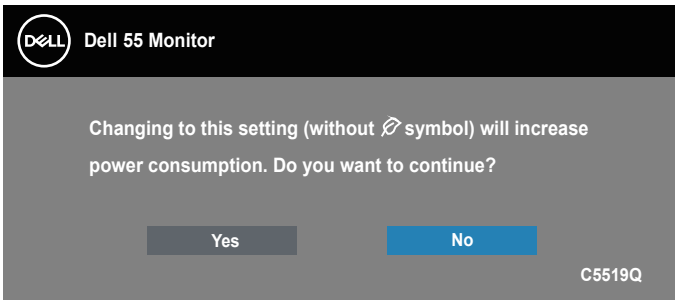 DELL
Dell 55 Monitor
Changing to this setting (without symbol) will increase
power consumption. Do you want to continue?
Yes
No
C5519Q